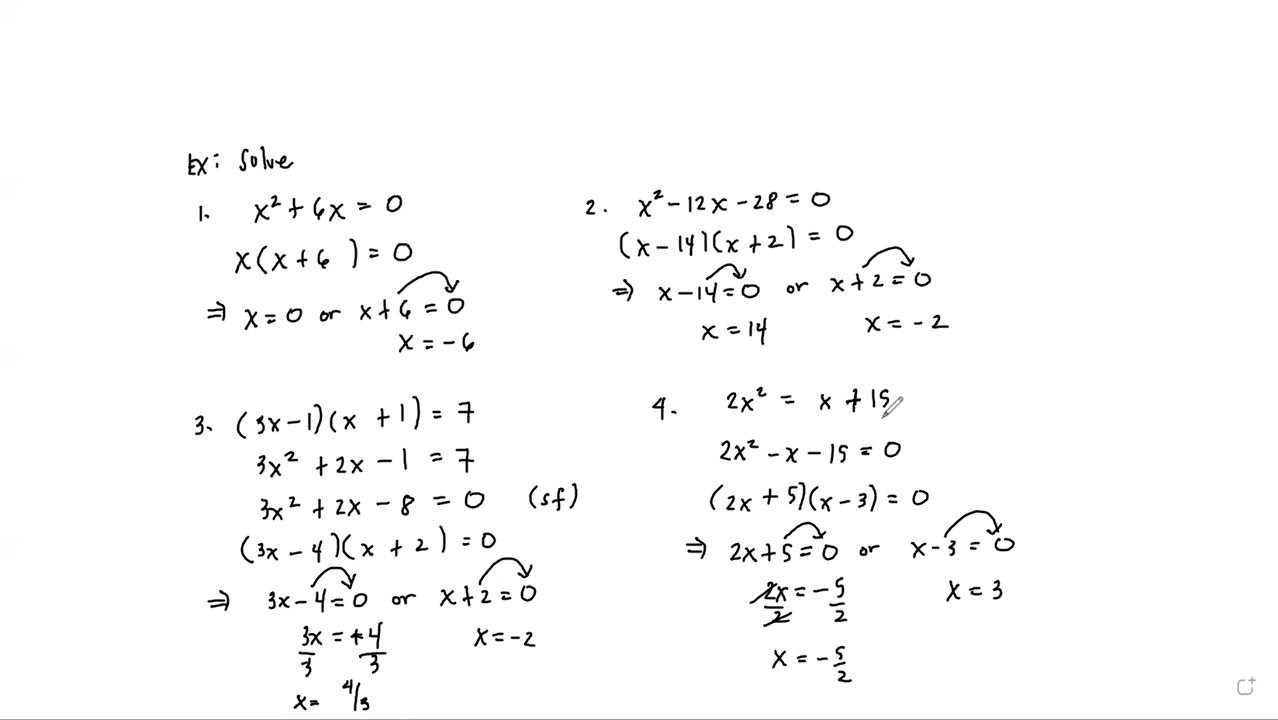 Ex: Solve
1. x² + 6x = 0
x(x + 6) = 0
⇒ x = 0 or x + 6 = 0
x = -6
2. x² - 12x - 28 = 0
(x - 14)(x + 2) = 0
⇒ x - 14 = 0 or x + 2 = 0
x = 14 x = -2
3. (3x - 1)(x + 1) = 7
3x² + 2x - 1 = 7
3x² + 2x - 8 = 0 (sf)
(3x - 4)(x + 2) = 0
⇒ 3x - 4 = 0 or x + 2 = 0
3x/3 = +4/3 x = -2
x = 4/3
4. 2x² = x + 15
2x² - x - 15 = 0
(2x + 5)(x - 3) = 0
⇒ 2x + 5 = 0 or x - 3 = 0
2x/2 = -5/2 x = 3
x = -5/2